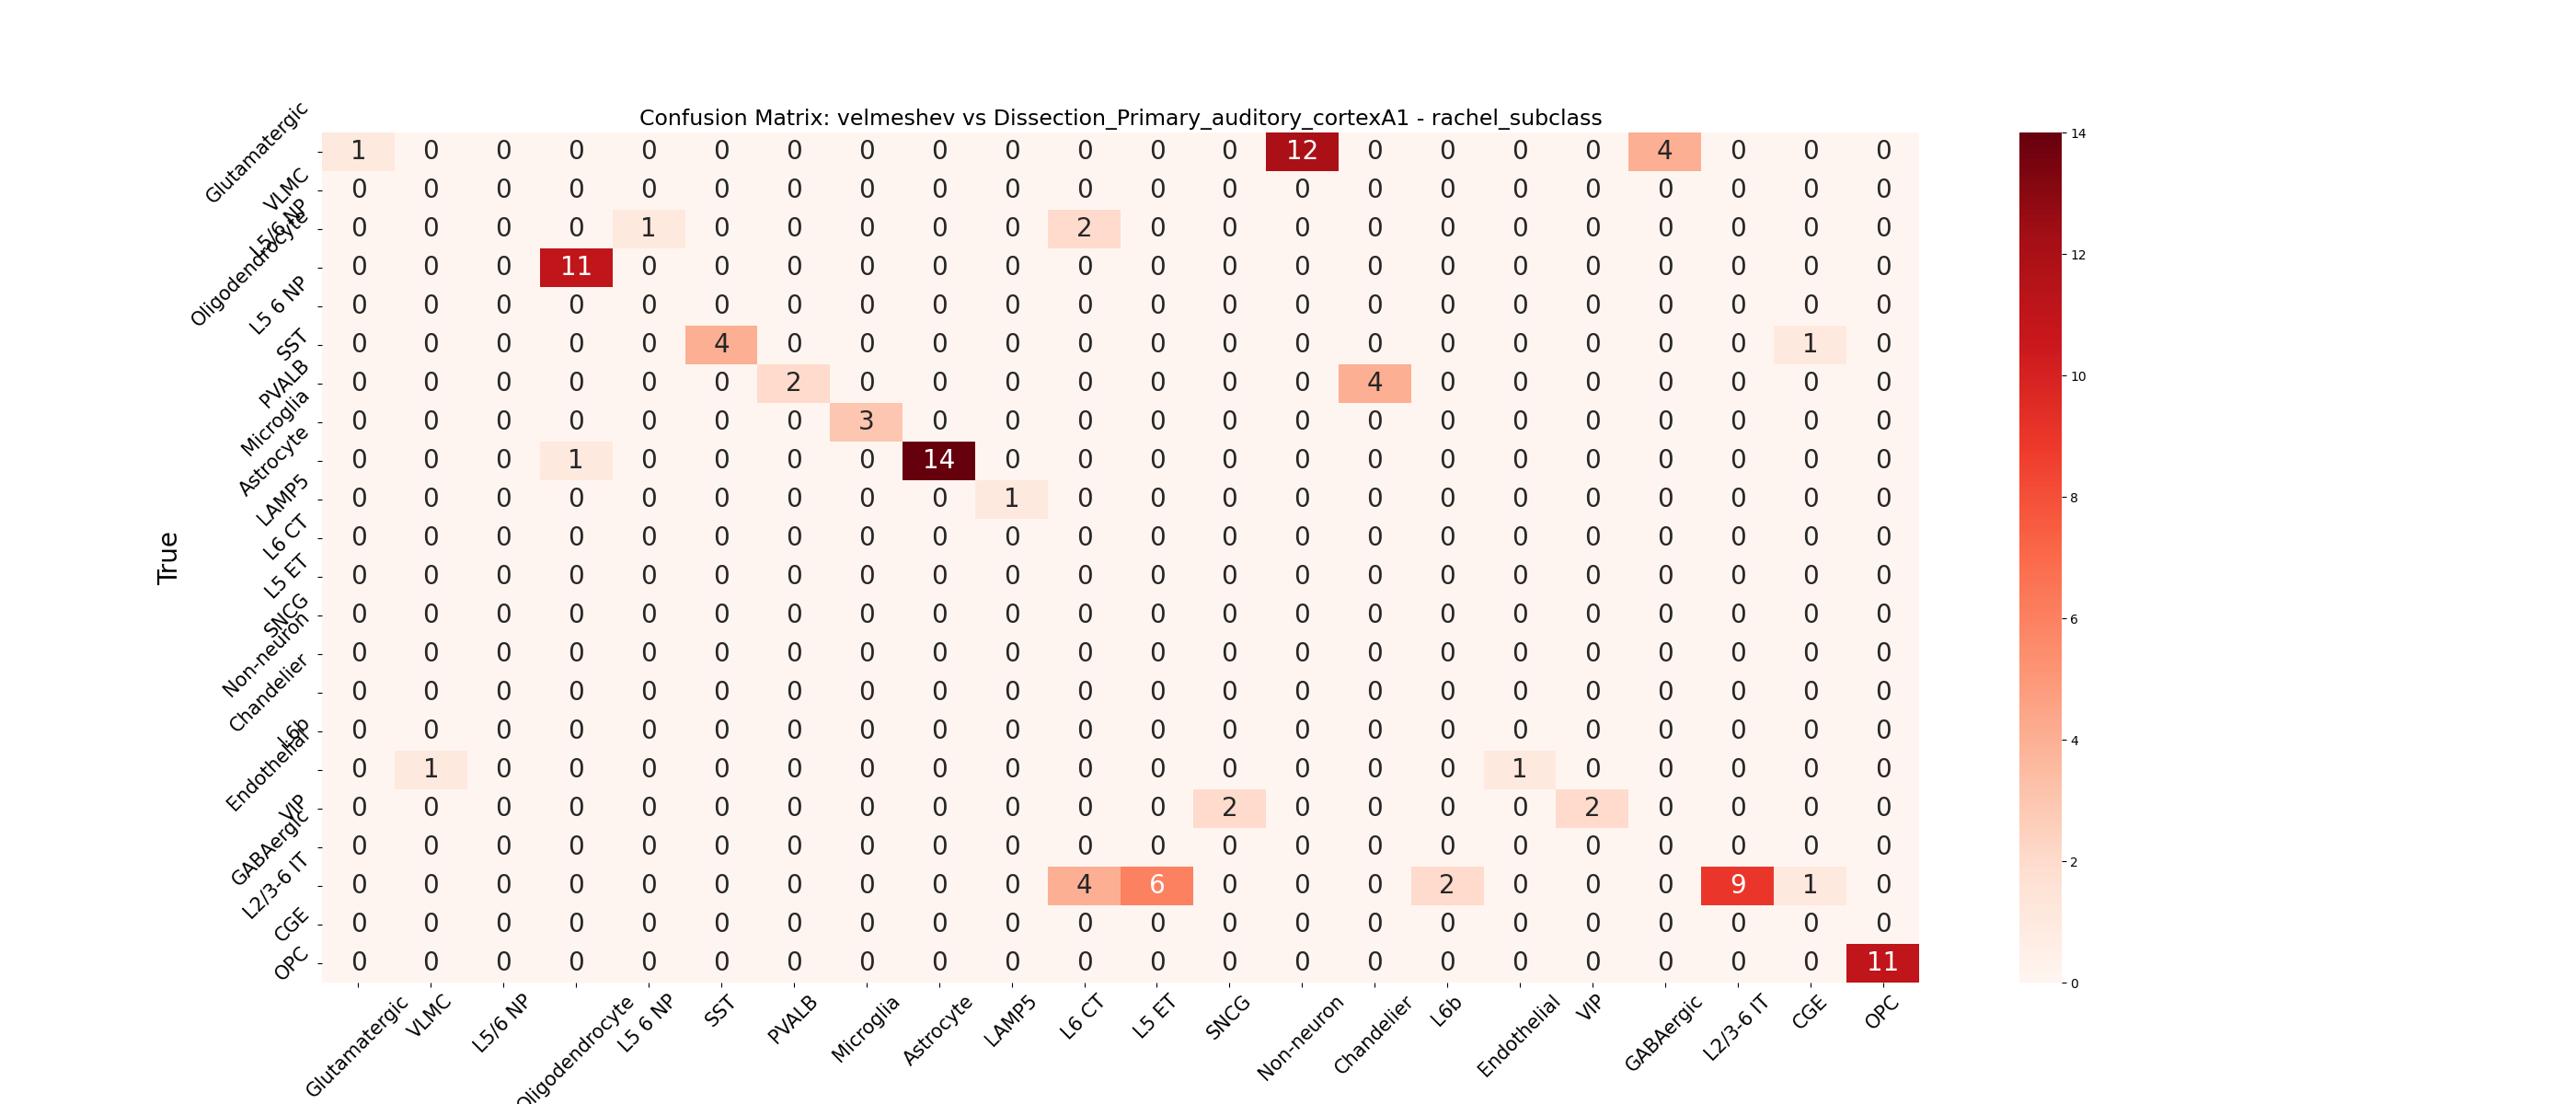 Confusion Matrix: velmeshev vs Dissection_Primary_auditory_cortexA1 - rachel_subclass
True
Glutamatergic 1 0 0 0 0 0 0 0 0 0 0 0 0 12 0 0 0 0 4 0 0 0
VLMC 0 0 0 0 0 0 0 0 0 0 0 0 0 0 0 0 0 0 0 0 0 0
L5/6 NP 0 0 0 0 1 0 0 0 0 0 2 0 0 0 0 0 0 0 0 0 0 0
Oligodendrocyte 0 0 0 11 0 0 0 0 0 0 0 0 0 0 0 0 0 0 0 0 0 0
L5 6 NP 0 0 0 0 0 0 0 0 0 0 0 0 0 0 0 0 0 0 0 0 0 0
SST 0 0 0 0 0 4 0 0 0 0 0 0 0 0 0 0 0 0 0 0 1 0
PVALB 0 0 0 0 0 0 2 0 0 0 0 0 0 0 4 0 0 0 0 0 0 0
Microglia 0 0 0 0 0 0 0 3 0 0 0 0 0 0 0 0 0 0 0 0 0 0
Astrocyte 0 0 0 1 0 0 0 0 14 0 0 0 0 0 0 0 0 0 0 0 0 0
LAMP5 0 0 0 0 0 0 0 0 0 1 0 0 0 0 0 0 0 0 0 0 0 0
L6 CT 0 0 0 0 0 0 0 0 0 0 0 0 0 0 0 0 0 0 0 0 0 0
L5 ET 0 0 0 0 0 0 0 0 0 0 0 0 0 0 0 0 0 0 0 0 0 0
SNCG 0 0 0 0 0 0 0 0 0 0 0 0 0 0 0 0 0 0 0 0 0 0
Non-neuron 0 0 0 0 0 0 0 0 0 0 0 0 0 0 0 0 0 0 0 0 0 0
Chandelier 0 0 0 0 0 0 0 0 0 0 0 0 0 0 0 0 0 0 0 0 0 0
L6b 0 0 0 0 0 0 0 0 0 0 0 0 0 0 0 0 0 0 0 0 0 0
Endothelial 0 1 0 0 0 0 0 0 0 0 0 0 0 0 0 0 1 0 0 0 0 0
VIP 0 0 0 0 0 0 0 0 0 0 0 0 2 0 0 0 0 2 0 0 0 0
GABAergic 0 0 0 0 0 0 0 0 0 0 0 0 0 0 0 0 0 0 0 0 0 0
L2/3-6 IT 0 0 0 0 0 0 0 0 0 0 4 6 0 0 0 2 0 0 0 9 1 0
CGE 0 0 0 0 0 0 0 0 0 0 0 0 0 0 0 0 0 0 0 0 0 0
OPC 0 0 0 0 0 0 0 0 0 0 0 0 0 0 0 0 0 0 0 0 0 11
Glutamatergic VLMC L5/6 NP Oligodendrocyte L5 6 NP SST PVALB Microglia Astrocyte LAMP5 L6 CT L5 ET SNCG Non-neuron Chandelier L6b Endothelial VIP GABAergic L2/3-6 IT CGE OPC
14
12
10
8
6
4
2
0